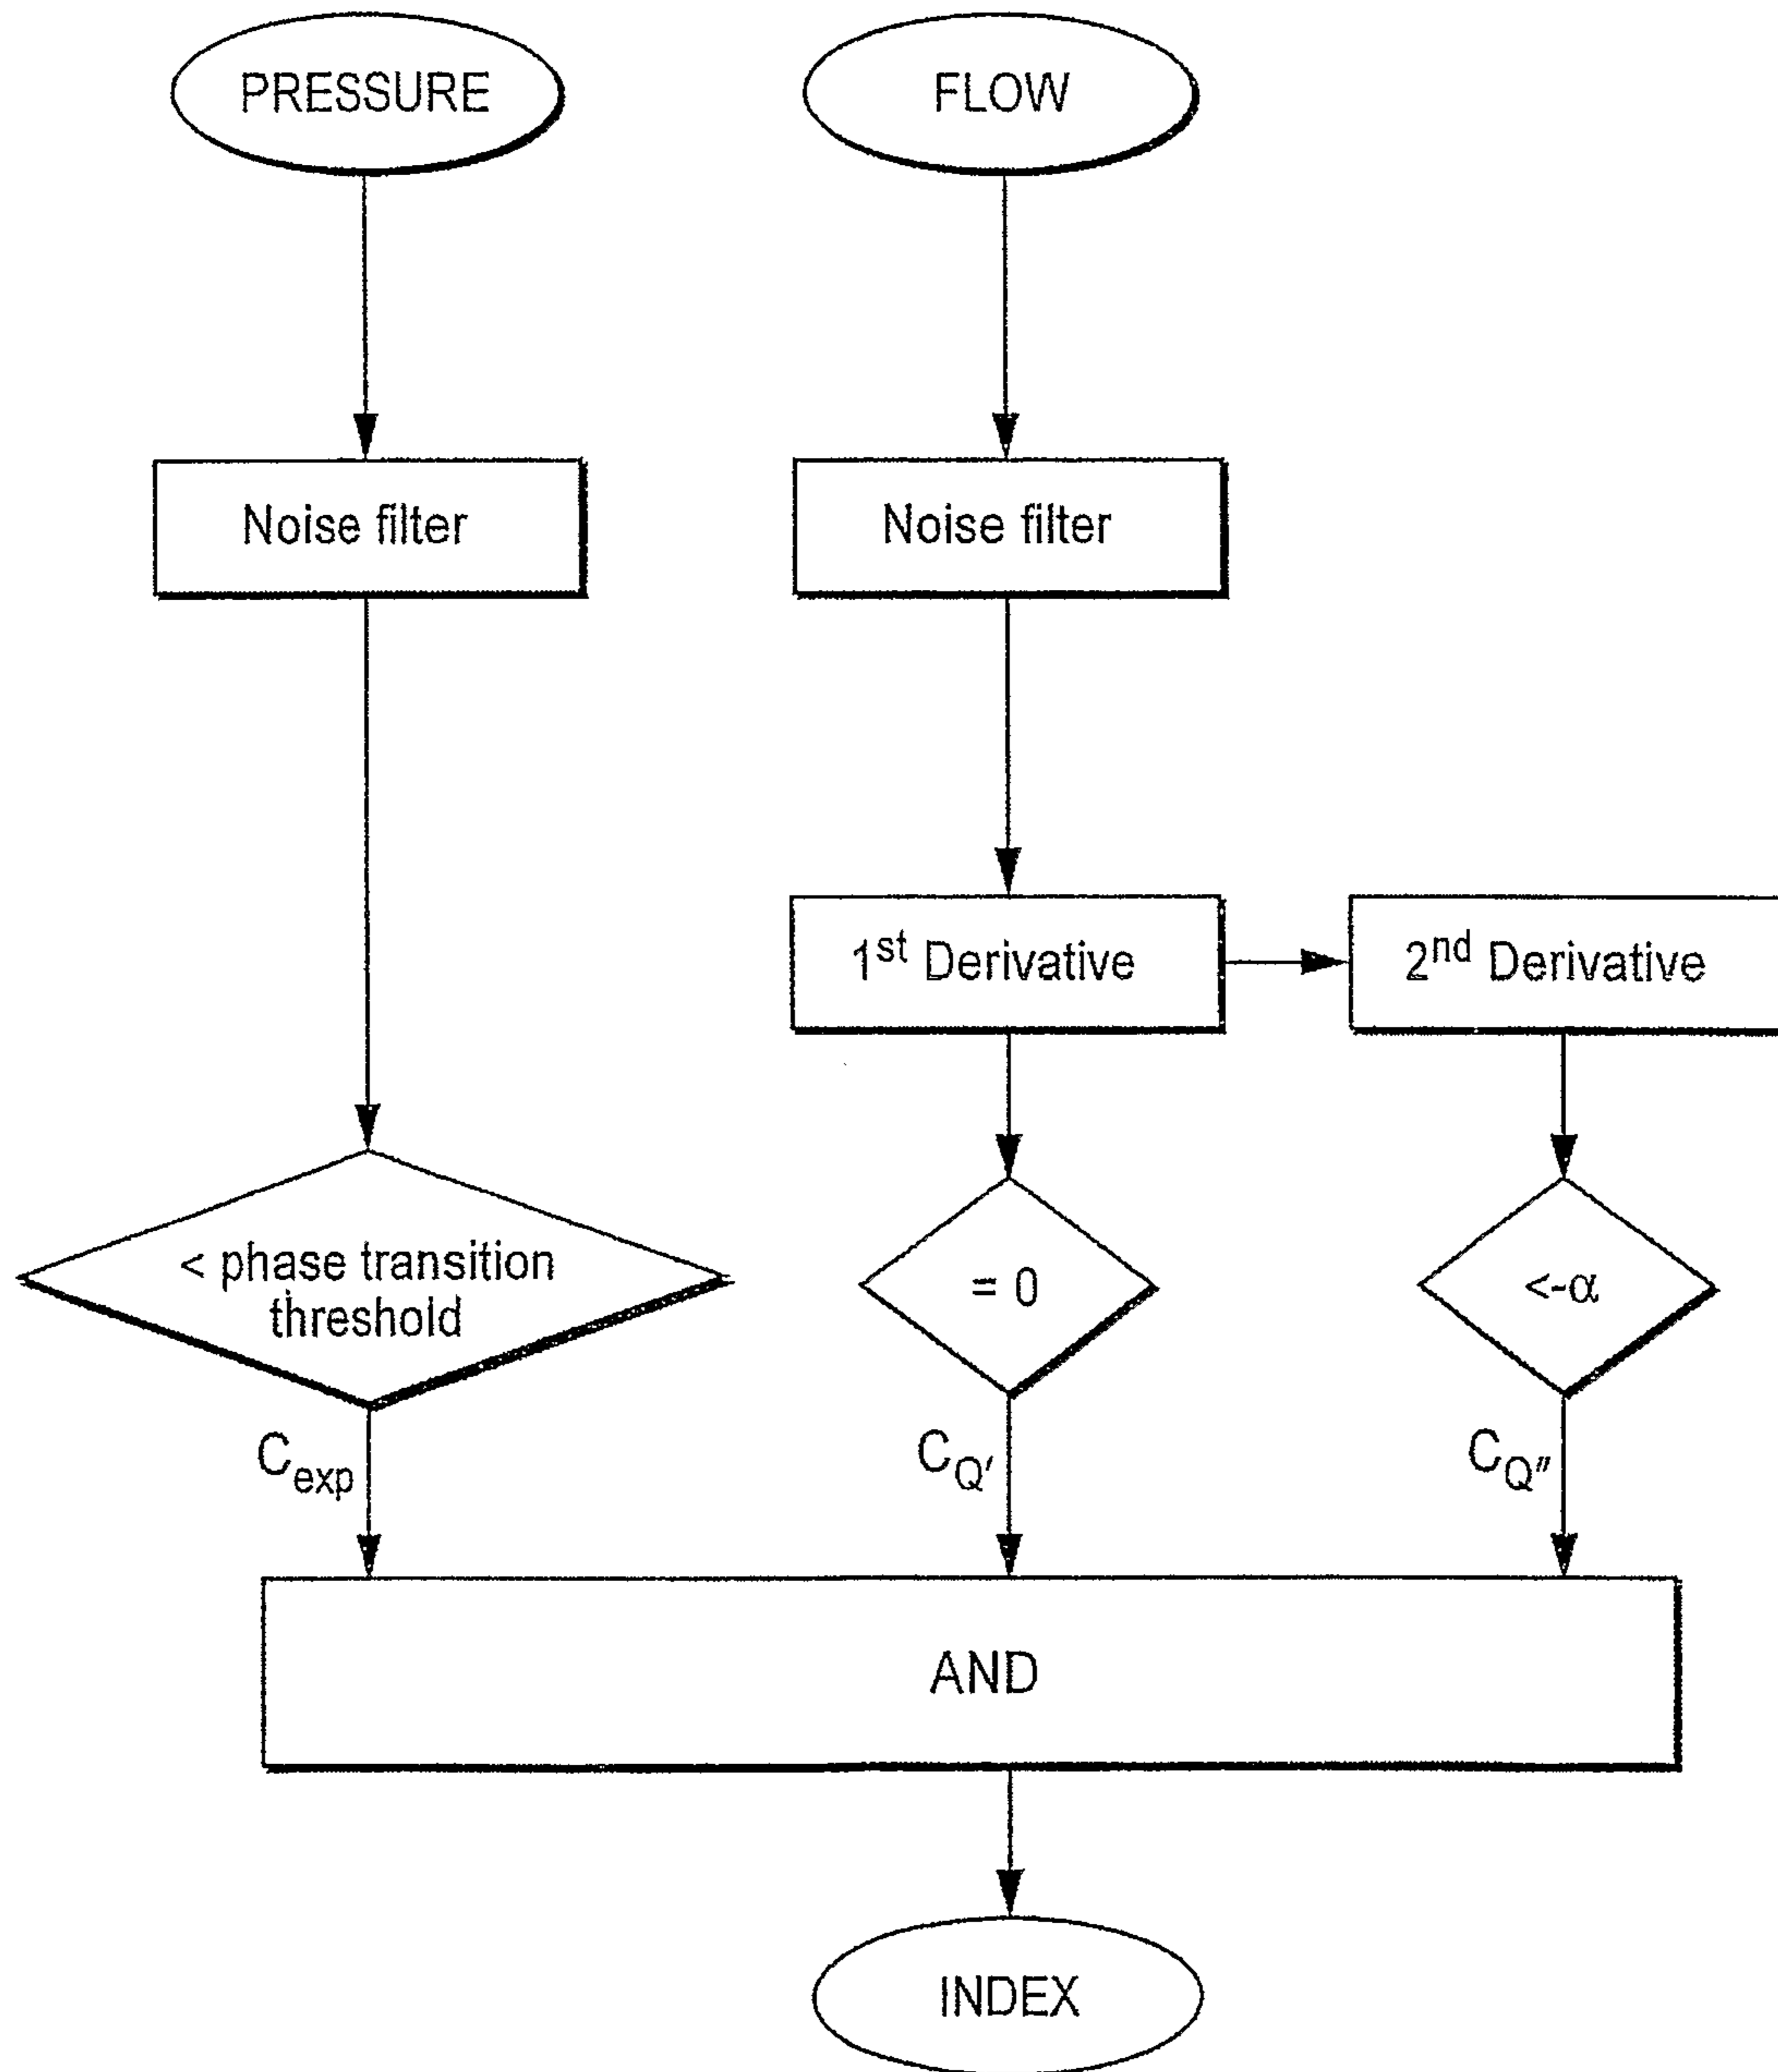 PRESSURE
FLOW
Noise filter
Noise filter
1st Derivative
2nd Derivative
< phase transition
threshold
= 0
<-α
Cexp
CQ′
CQ″
AND
INDEX